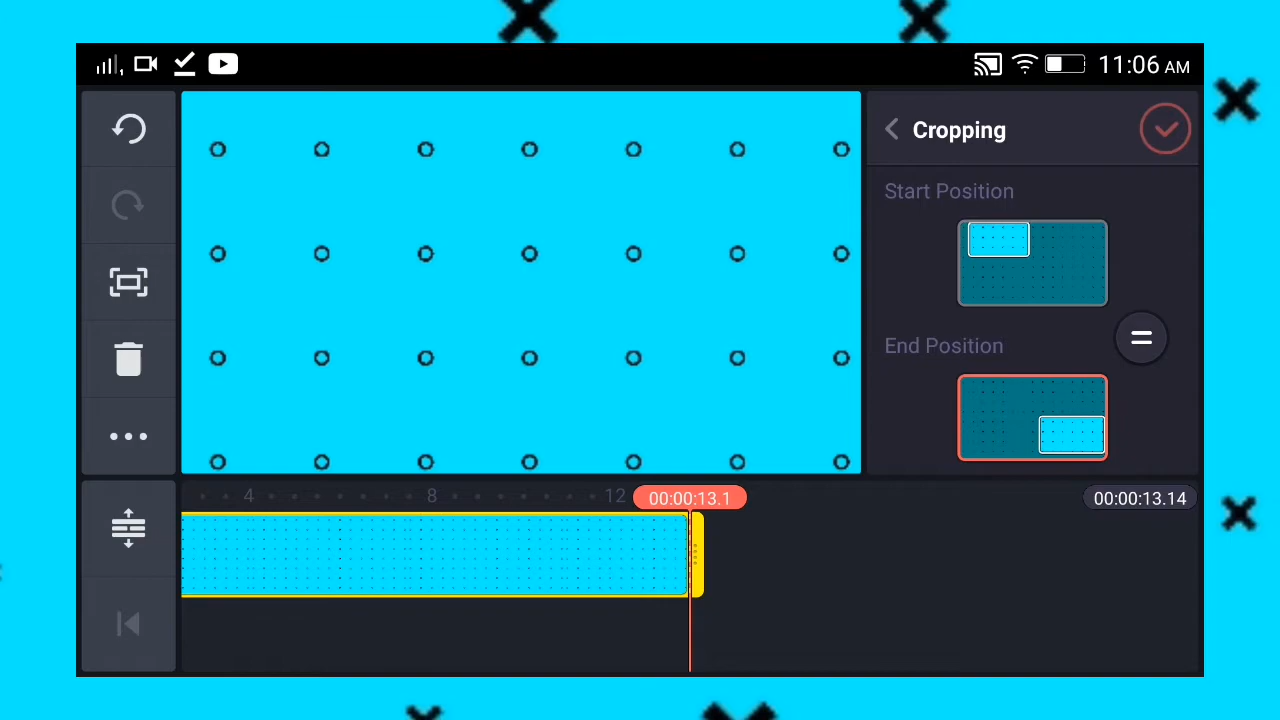 11:06 AM
Cropping
Start Position
End Position
4 8 12
00:00:13.1
00:00:13.14